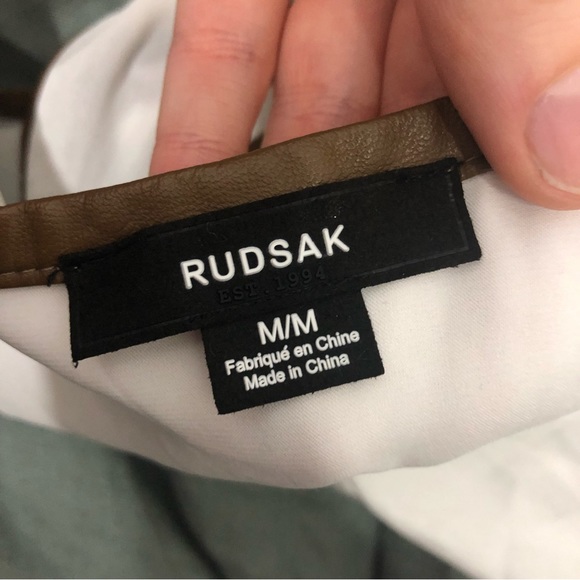 RUDSAK
EST. 1994
M/M
Fabriqué en Chine
Made in China